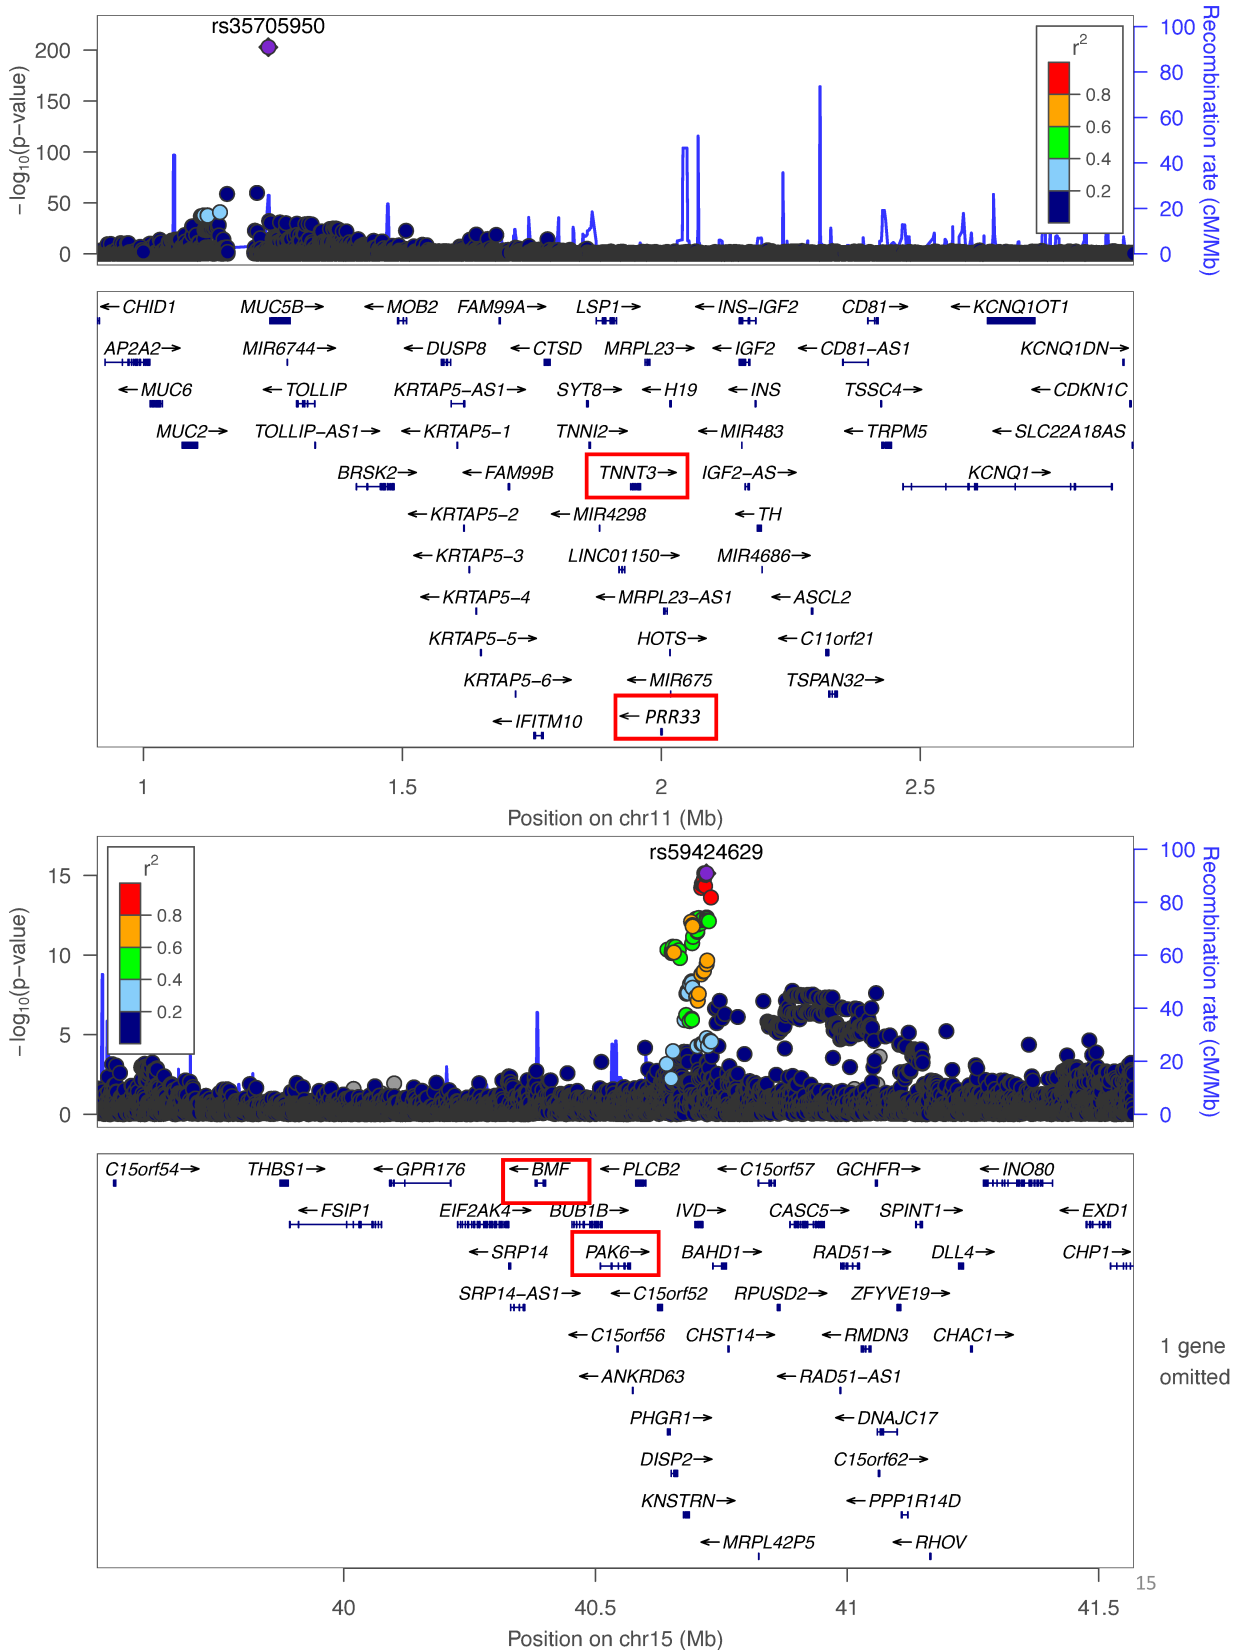 rs35705950
200
150
100
50
0
−log10(p−value)
100
80
60
40
20
0
Recombination rate (cM/Mb)
r2
0.8
0.6
0.4
0.2
←CHID1 MUC5B→ ←MOB2 FAM99A→ LSP1→ ←INS−IGF2 CD81→ ←KCNQ1OT1
AP2A2→ MIR6744→ ←DUSP8 ←CTSD MRPL23→ ←IGF2 ←CD81−AS1 KCNQ1DN→
←MUC6 ←TOLLIP KRTAP5−AS1→ SYT8→ ←H19 ←INS TSSC4→ ←CDKN1C
MUC2→ TOLLIP−AS1→ ←KRTAP5−1 TNNI2→ ←MIR483 ←TRPM5 ←SLC22A18AS
BRSK2→ ←FAM99B TNNT3→ IGF2−AS→ KCNQ1→
←KRTAP5−2 ←MIR4298 ←TH
←KRTAP5−3 LINC01150→ MIR4686→
←KRTAP5−4 ←MRPL23−AS1 ←ASCL2
KRTAP5−5→ HOTS→ ←C11orf21
KRTAP5−6→ ←MIR675 TSPAN32→
←IFITM10 ←PRR33
1 1.5 2 2.5
Position on chr11 (Mb)
rs59424629
15
10
5
0
−log10(p−value)
100
80
60
40
20
0
Recombination rate (cM/Mb)
r2
0.8
0.6
0.4
0.2
C15orf54→ THBS1→ ←GPR176 ←BMF ←PLCB2 ←C15orf57 GCHFR→ ←INO80
←FSIP1 EIF2AK4→ BUB1B→ IVD→ CASC5→ SPINT1→ ←EXD1
←SRP14 PAK6→ BAHD1→ RAD51→ DLL4→ CHP1→
SRP14−AS1→ ←C15orf52 RPUSD2→ ZFYVE19→
←C15orf56 CHST14→ ←RMDN3 CHAC1→
←ANKRD63 ←RAD51−AS1
PHGR1→ ←DNAJC17
DISP2→ C15orf62→
KNSTRN→ ←PPP1R14D
←MRPL42P5 ←RHOV
1 gene
omitted
40 40.5 41 41.5
15
Position on chr15 (Mb)